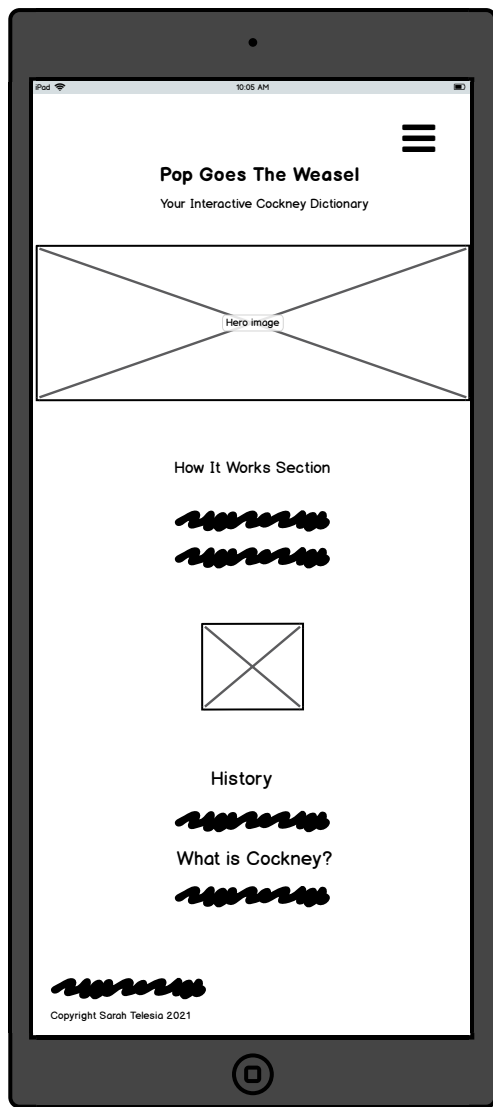 iPad 10:05 AM
Pop Goes The Weasel
Your Interactive Cockney Dictionary
Hero image
How It Works Section
History
What is Cockney?
Copyright Sarah Telesia 2021